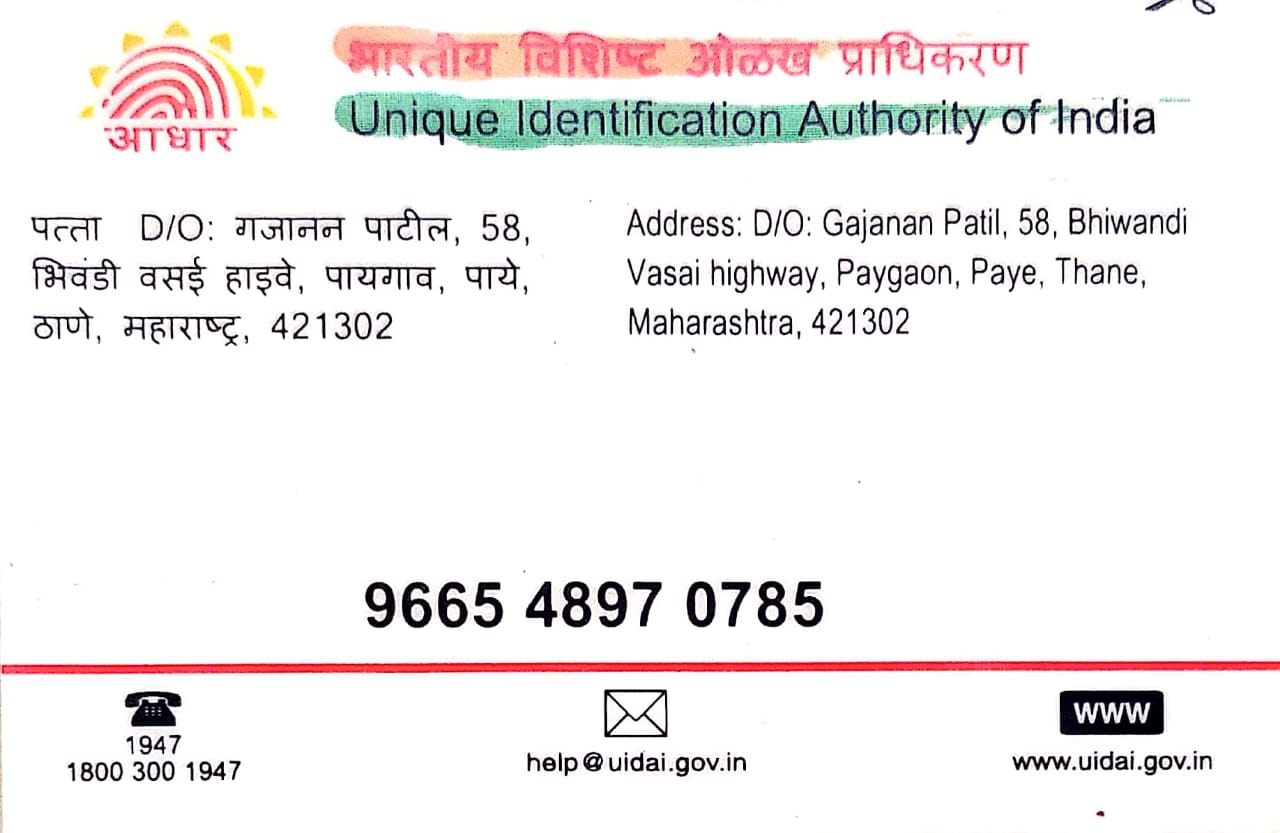 आधार
भारतीय विशिष्ट ओळख प्राधिकरण
Unique Identification Authority of India
पत्ता D/O: गजानन पाटील, 58,
भिवंडी वसई हाइवे, पायगाव, पाये,
ठाणे, महाराष्ट्र, 421302
Address: D/O: Gajanan Patil, 58, Bhiwandi
Vasai highway, Paygaon, Paye, Thane,
Maharashtra, 421302
9665 4897 0785
1947
1800 300 1947
help@uidai.gov.in
WWW
www.uidai.gov.in